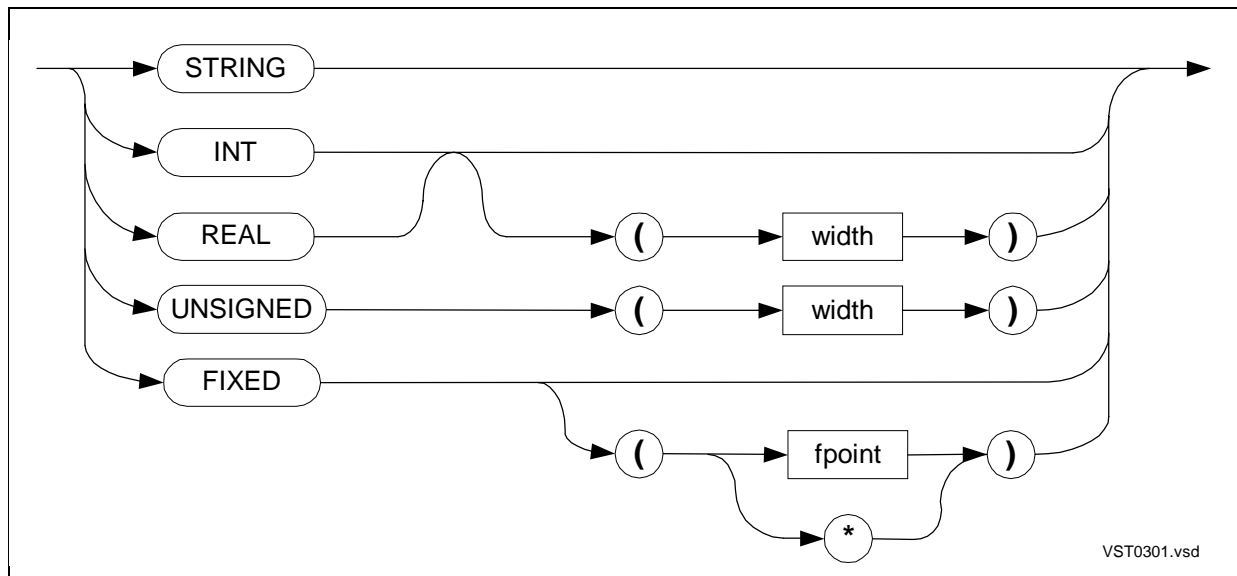 STRING
INT
REAL ( width )
UNSIGNED ( width )
FIXED
( fpoint )
*
VST0301.vsd